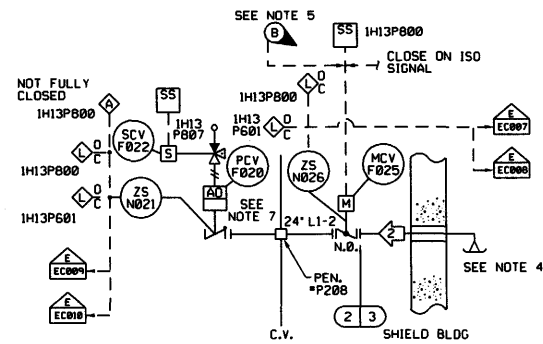 SEE NOTE 5
B
SS
1H13P800
CLOSE ON ISO
SIGNAL
NOT FULLY
CLOSED
1H13P800
A
SS
L O
C
1H13P800
1H13
P601
L O
C
E
EC007
E
EC008
SCV
F022
1H13
P807
S
L O
C
1H13P800
PCV
F020
ZS
N026
MCV
F025
AO
M
L O
C
1H13P601
ZS
N021
SEE
NOTE 7
24" L1-2
N.O.
2
SEE NOTE 4
PEN.
#P208
E
EC009
E
EC010
2 3
C.V.
SHIELD BLDG